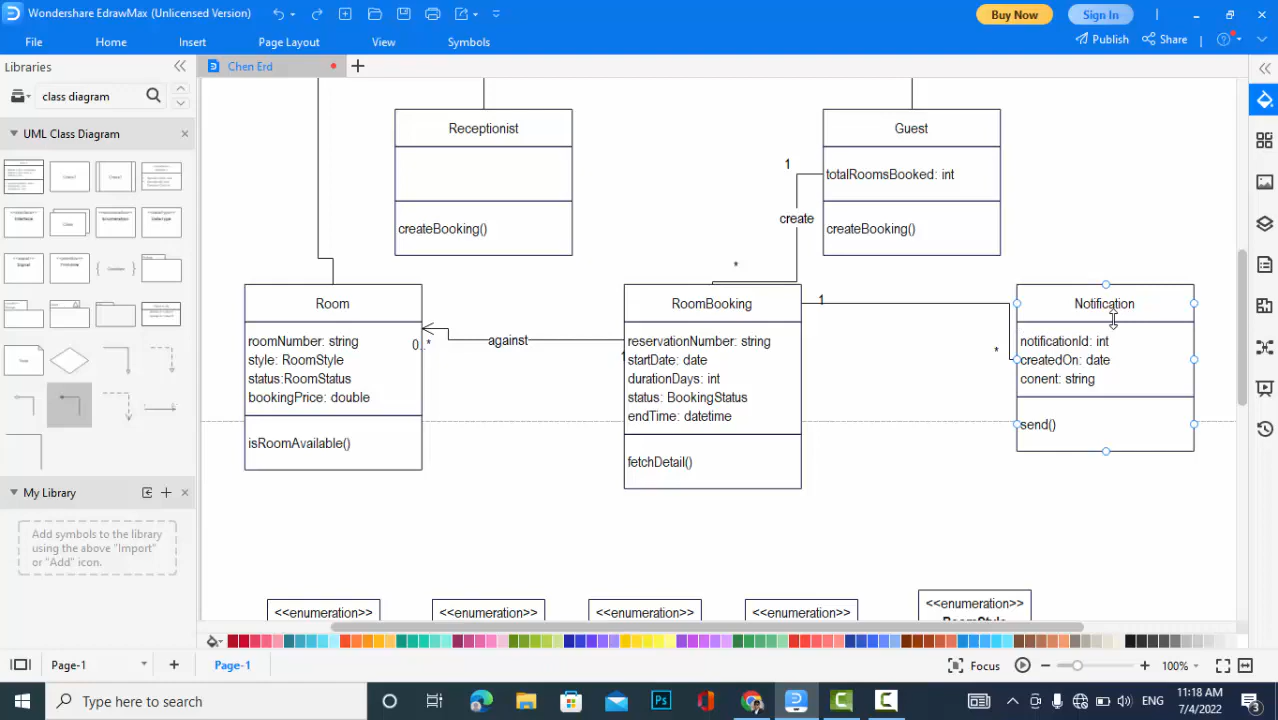 Wondershare EdrawMax (Unlicensed Version)
Buy Now
Sign In
File
Home
Insert
Page Layout
View
Symbols
Publish
Share
Libraries
Chen Erd
class diagram
UML Class Diagram
My Library
Add symbols to the library
using the above "Import"
or "Add" icon.
Receptionist
createBooking()
Guest
totalRoomsBooked: int
createBooking()
1
create
*
Room
roomNumber: string
style: RoomStyle
status:RoomStatus
bookingPrice: double
isRoomAvailable()
0..*
against
1
RoomBooking
reservationNumber: string
startDate: date
durationDays: int
status: BookingStatus
endTime: datetime
fetchDetail()
1
*
Notification
notificationId: int
createdOn: date
conent: string
send()
<<enumeration>>
<<enumeration>>
<<enumeration>>
<<enumeration>>
<<enumeration>>
RoomStyle
Page-1
Page-1
Focus
100%
Type here to search
ENG
11:18 AM
7/4/2022
3